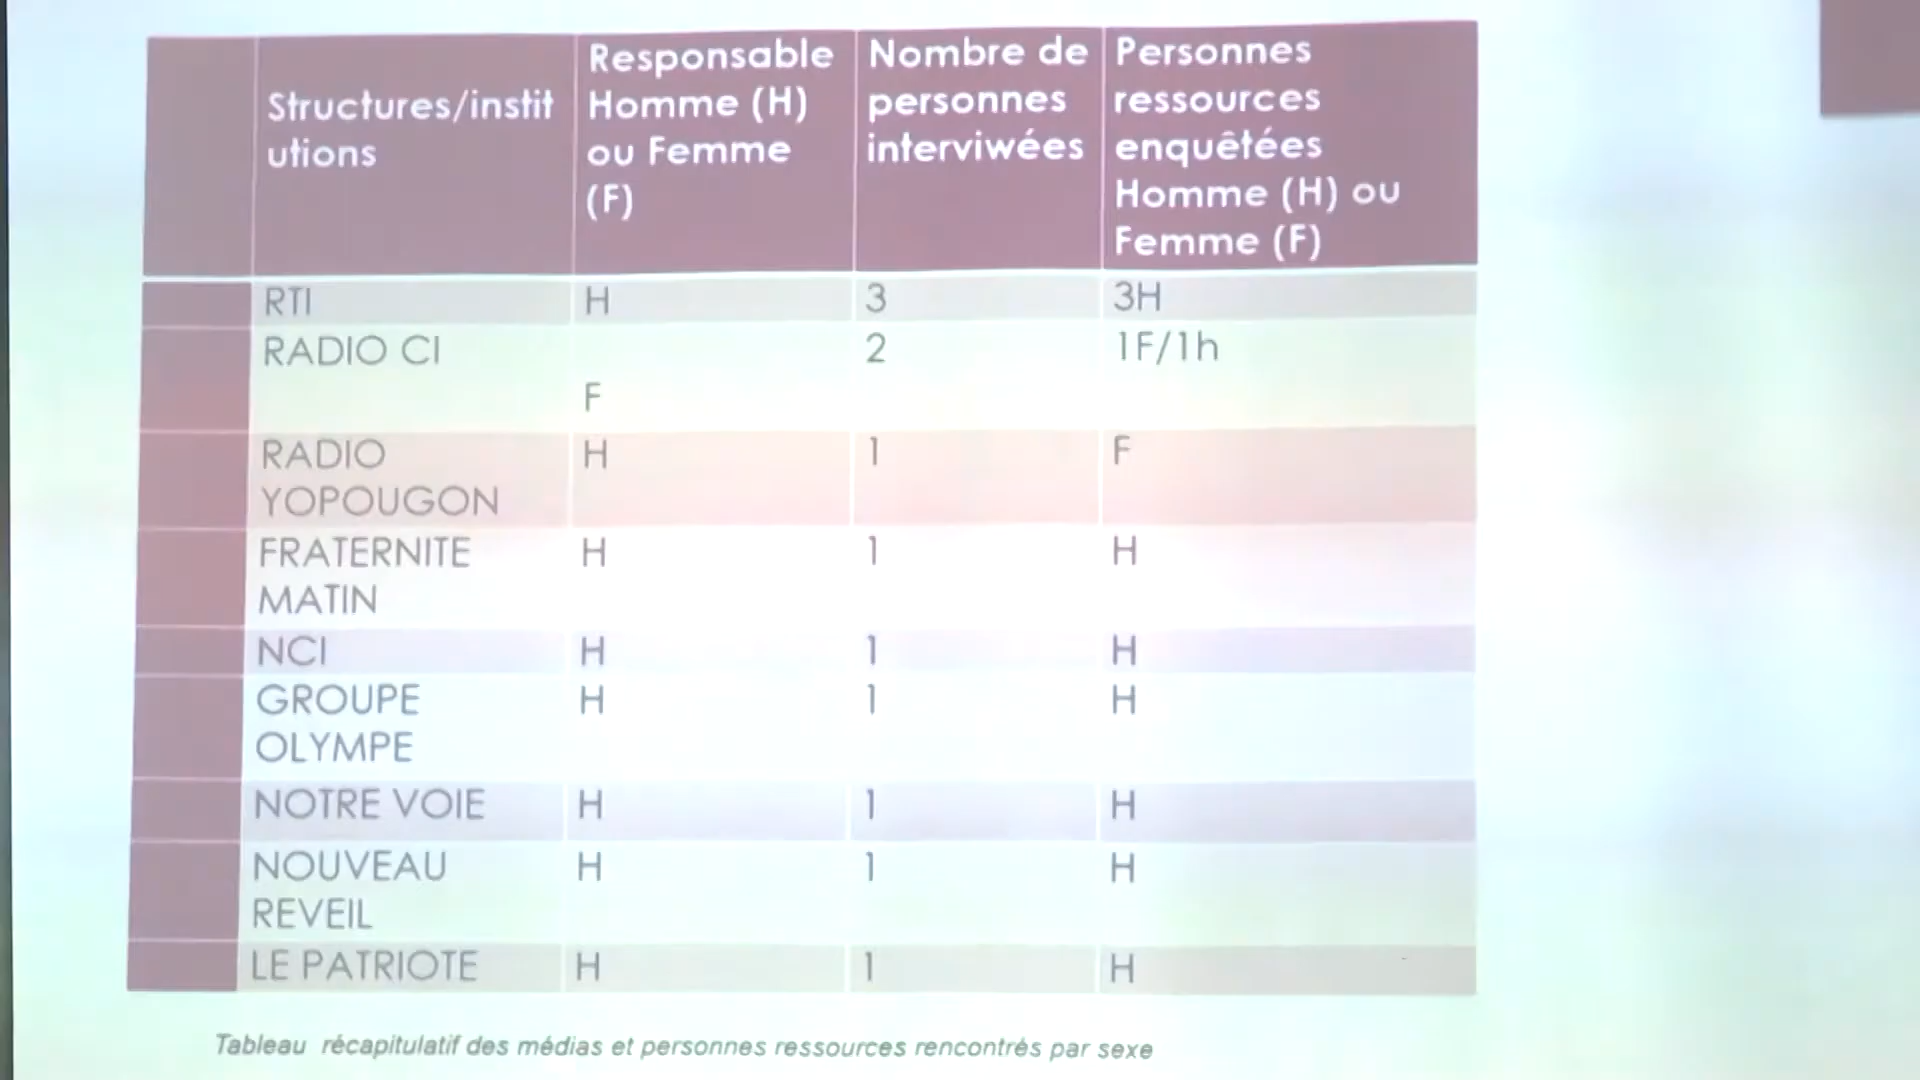 Structures/instit
utions
Responsable
Homme (H)
ou Femme
(F)
Nombre de
personnes
interviwées
Personnes
ressources
enquêtées
Homme (H) ou
Femme (F)
RTI H 3 3H
RADIO CI 2 1F/1h
F
RADIO H 1 F
YOPOUGON
FRATERNITE H 1 H
MATIN
NCI H 1 H
GROUPE H 1 H
OLYMPE
NOTRE VOIE H 1 H
NOUVEAU H 1 H
REVEIL
LE PATRIOTE H 1 H
Tableau récapitulatif des médias et personnes ressources rencontrés par sexe